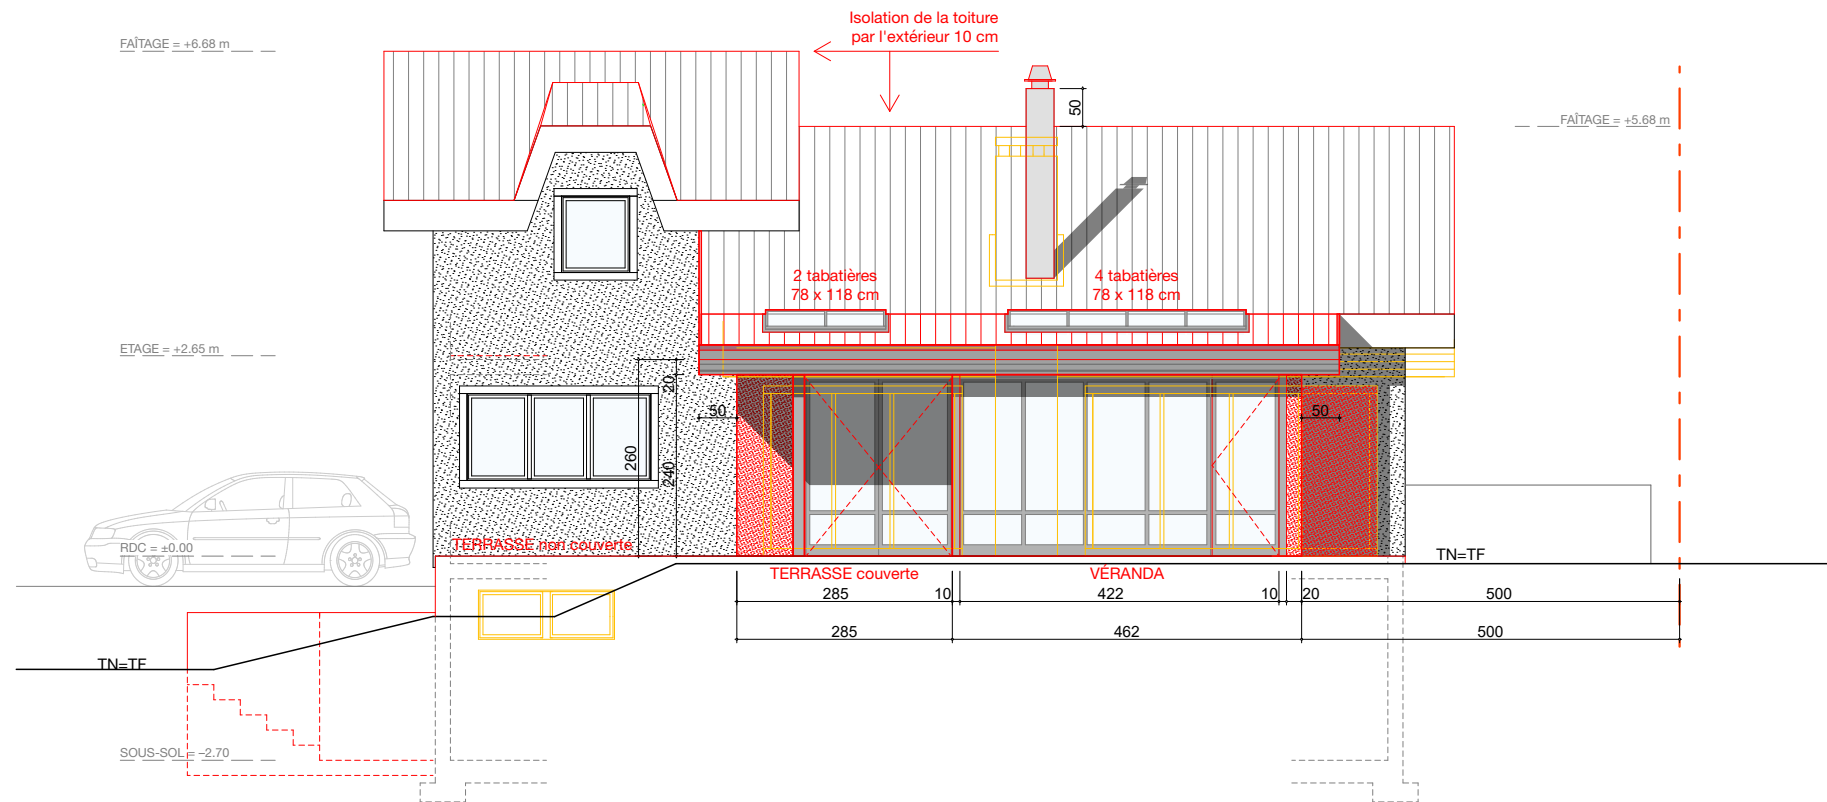 Isolation de la toiture
par l'extérieur 10 cm
FAÎTAGE = +6.68 m
50
FAÎTAGE = +5.68 m
2 tabatières
78 x 118 cm
4 tabatières
78 x 118 cm
ETAGE = +2.65 m
20
50
50
260
240
RDC = ±0.00
TERRASSE non couverte
TN=TF
TERRASSE couverte
VÉRANDA
285
10
422
10
20
500
285
462
500
TN=TF
SOUS-SOL = –2.70